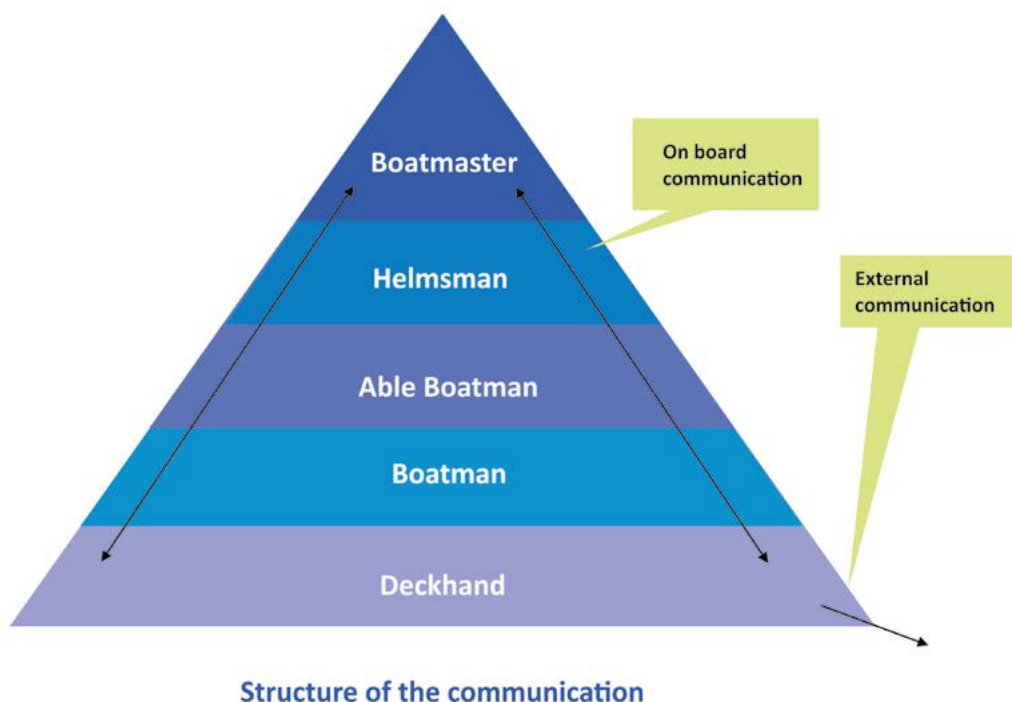 Boatmaster
On board
communication
Helmsman
External
communication
Able Boatman
Boatman
Deckhand
Structure of the communication